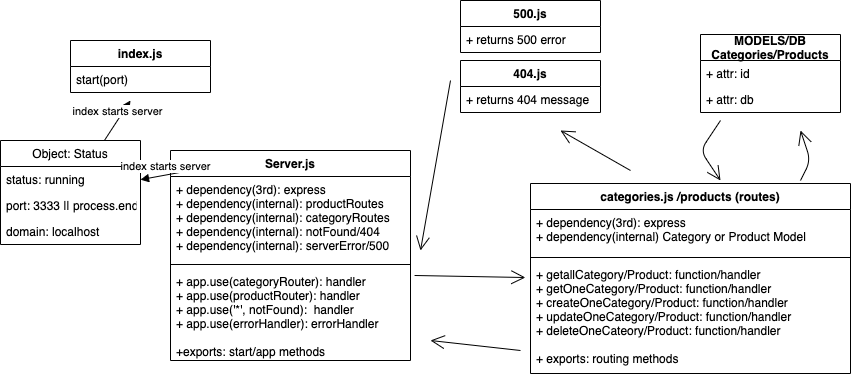 index.js
start(port)
index starts server
Object: Status
status: running
port: 3333 || process.end
domain: localhost
index starts server
Server.js
+ dependency(3rd): express
+ dependency(internal): productRoutes
+ dependency(internal): categoryRoutes
+ dependency(internal): notFound/404
+ dependency(internal): serverError/500
+ app.use(categoryRouter): handler
+ app.use(productRouter): handler
+ app.use('*', notFound):  handler
+ app.use(errorHandler): errorHandler
+exports: start/app methods
500.js
+ returns 500 error
404.js
+ returns 404 message
MODELS/DB
Categories/Products
+ attr: id
+ attr: db
categories.js /products (routes)
+ dependency(3rd): express
+ dependency(internal) Category or Product Model
+ getallCategory/Product: function/handler
+ getOneCategory/Product: function/handler
+ createOneCategory/Product: function/handler
+ updateOneCategory/Product: function/handler
+ deleteOneCateory/Product: function/handler
+ exports: routing methods